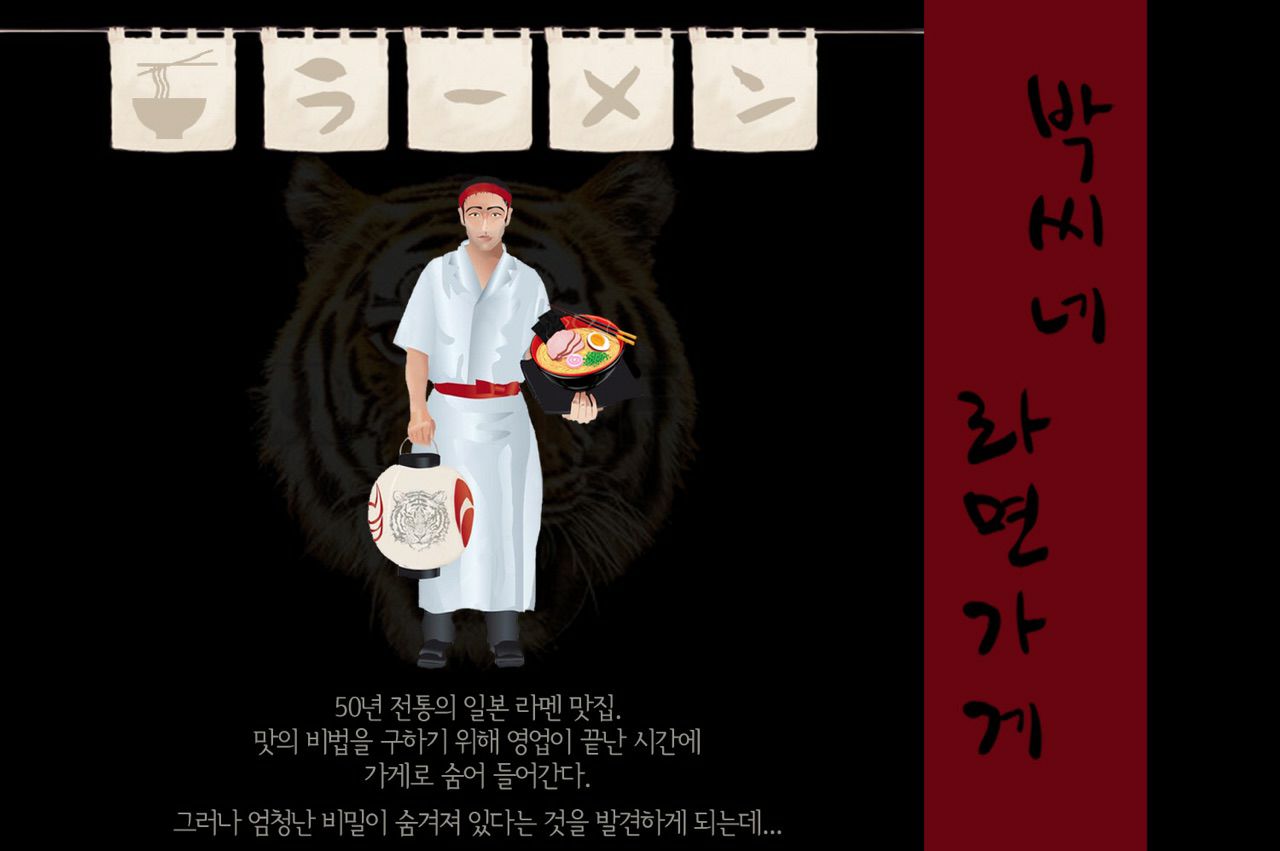 ラーメン
박씨네
라면가게
50년 전통의 일본 라멘 맛집.
맛의 비법을 구하기 위해 영업이 끝난 시간에
가게로 숨어 들어간다.
그러나 엄청난 비밀이 숨겨져 있다는 것을 발견하게 되는데...